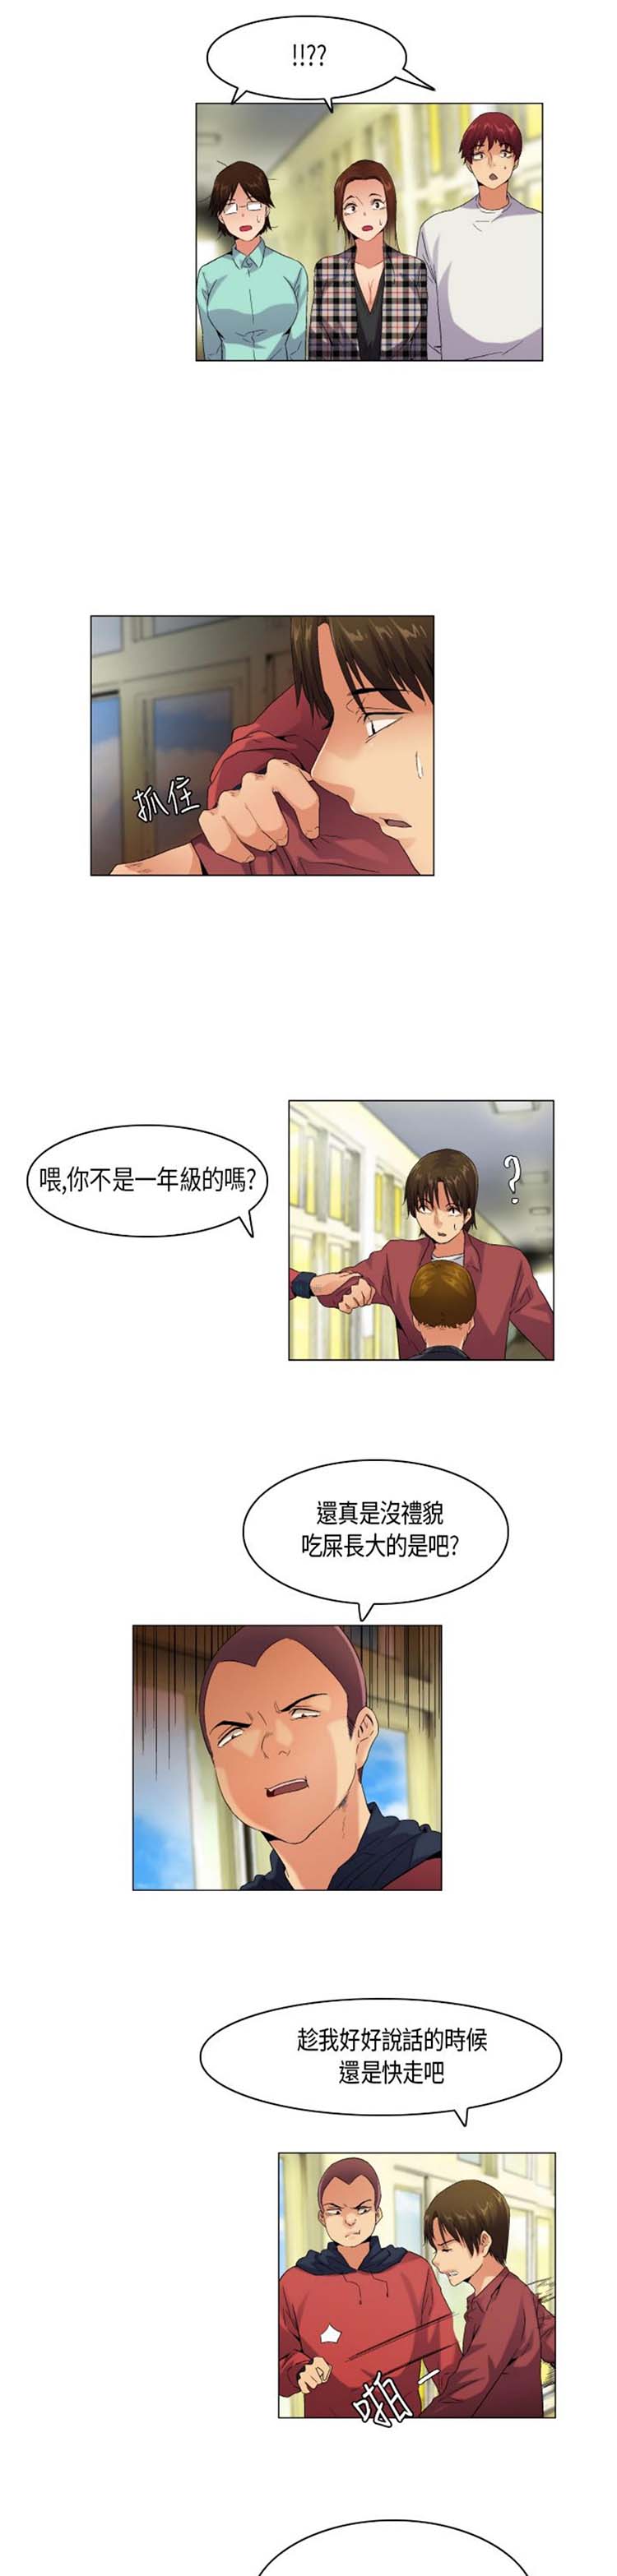 !!??
抓住
喂,你不是一年級的嗎?
?
還真是沒禮貌
吃屎長大的是吧?
趁我好好說話的時候
還是快走吧
啪—